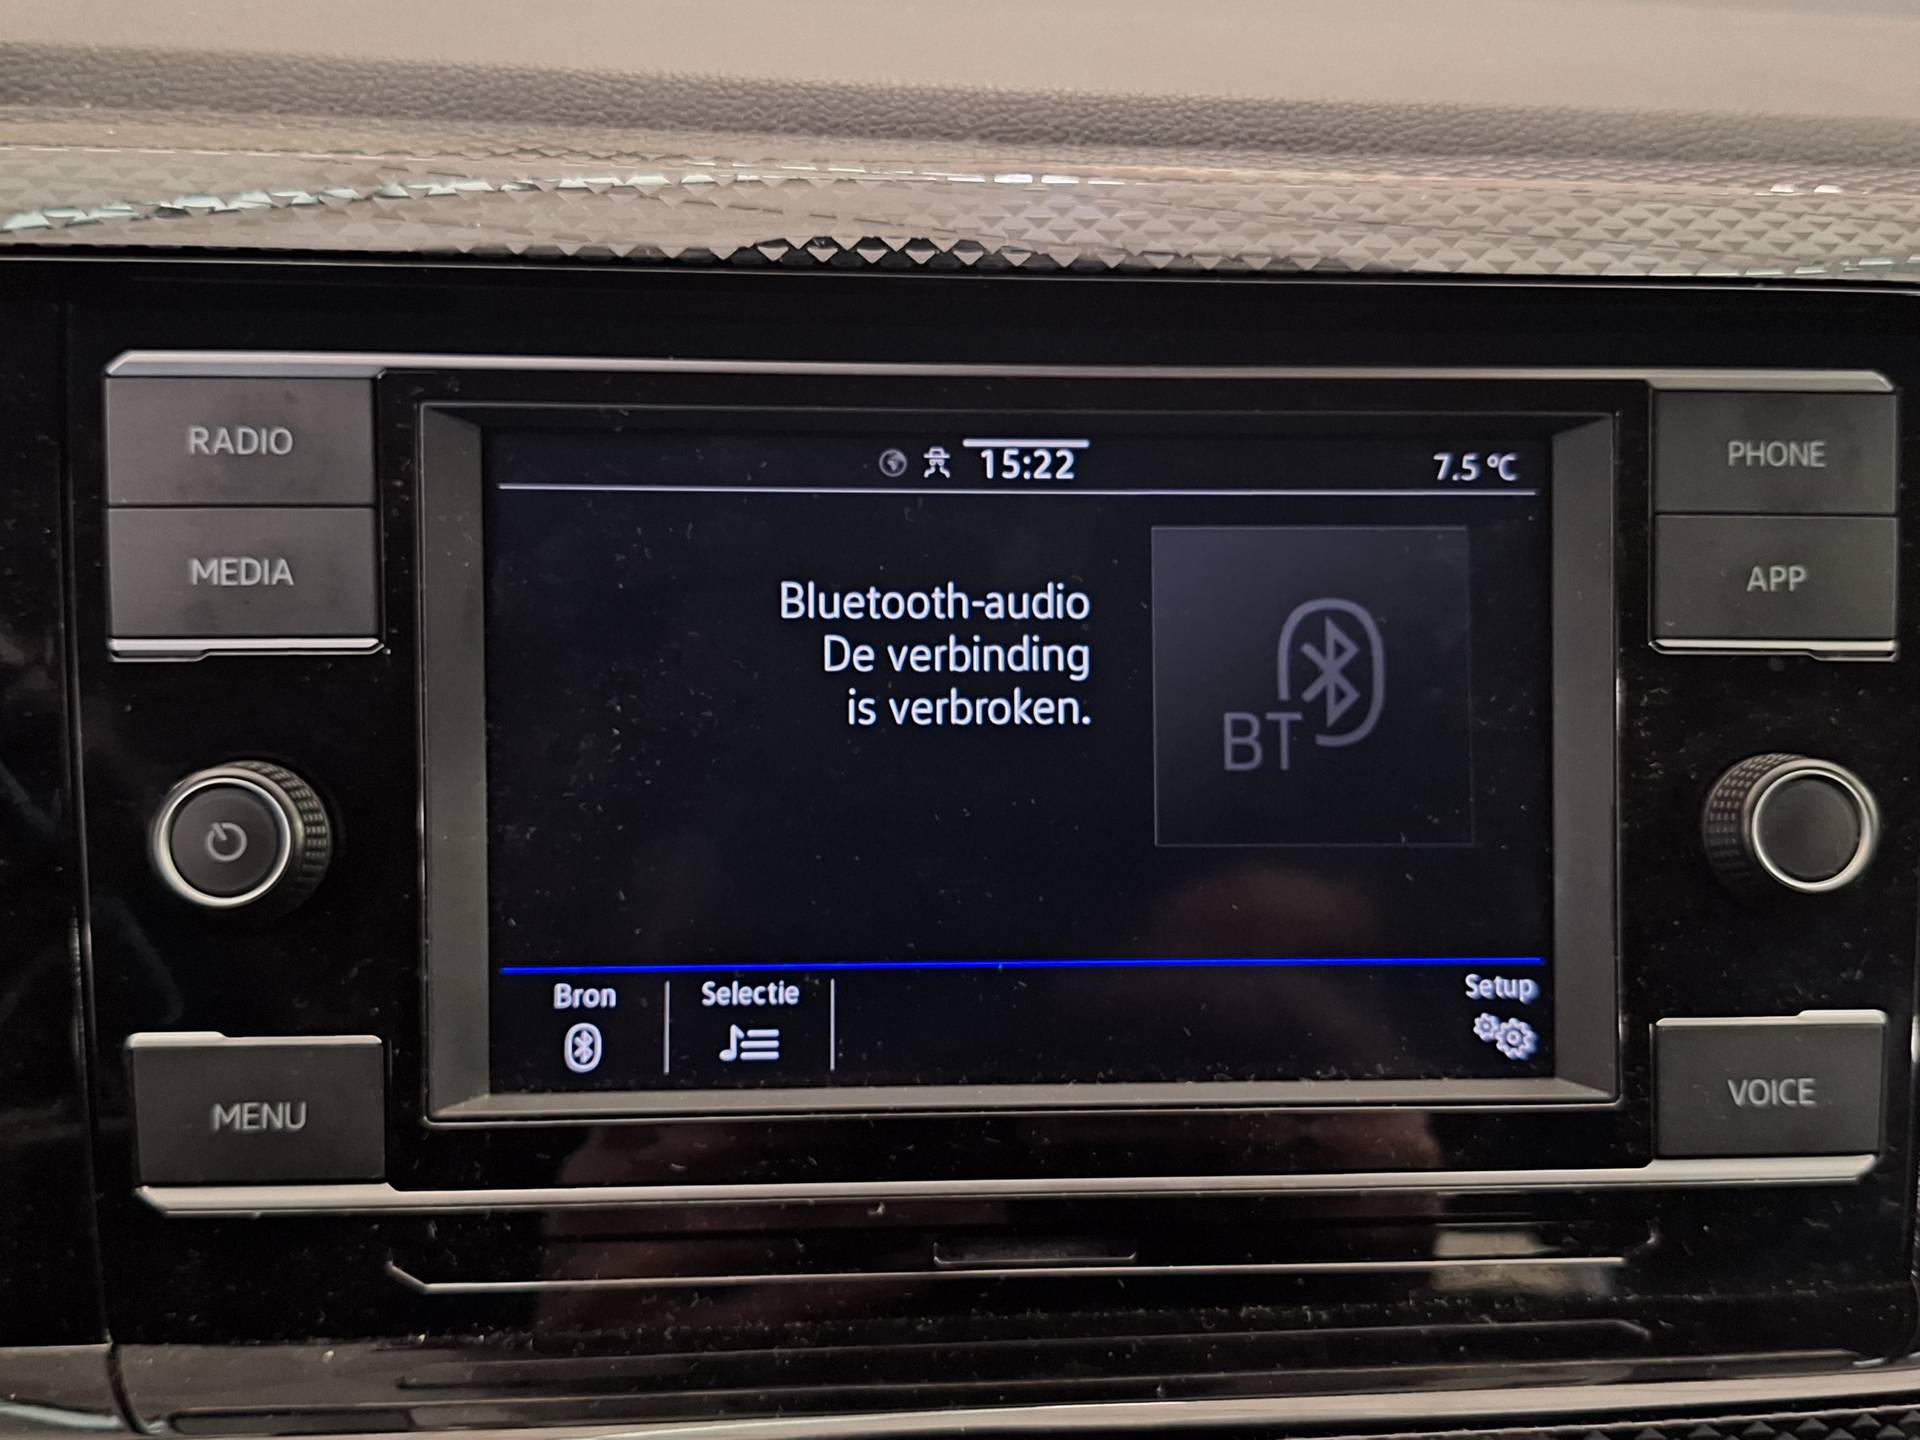 RADIO
MEDIA
MENU
15:22
7.5 °C
Bluetooth-audio
De verbinding
is verbroken.
BT
Bron
Selectie
Setup
PHONE
APP
VOICE